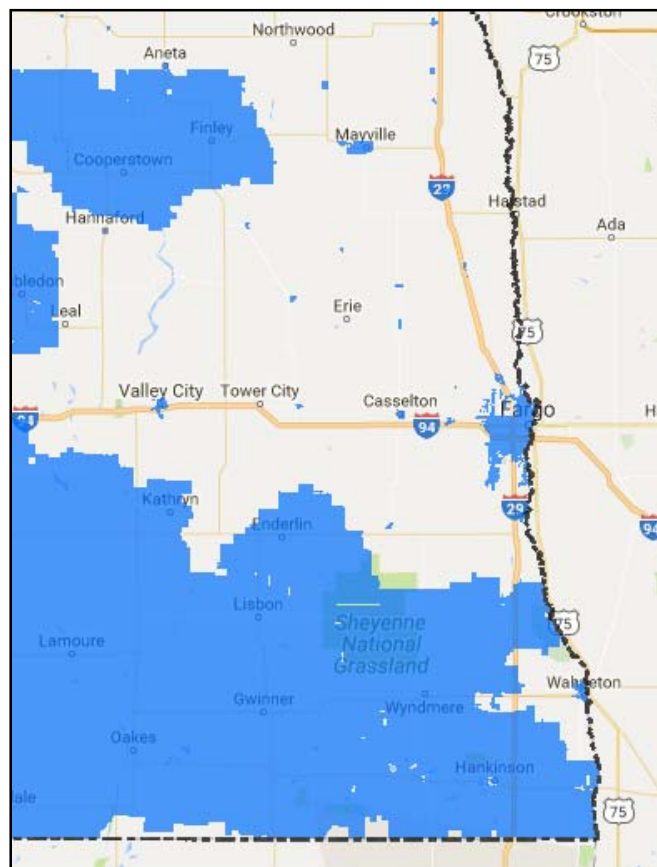 Crookston
Northwood
Aneta
75
Finley
Mayville
Cooperstown
29
Halstad
Hannaford
Ada
bledon
Leal
Erie
75
Valley City
Tower City
Casselton
Fargo
94
94
H
Kathryn
29
94
Enderlin
Lisbon
75
Sheyenne
National
Grassland
Lamoure
Wahpeton
Gwinner
Wyndmere
Oakes
Hankinson
ale
75